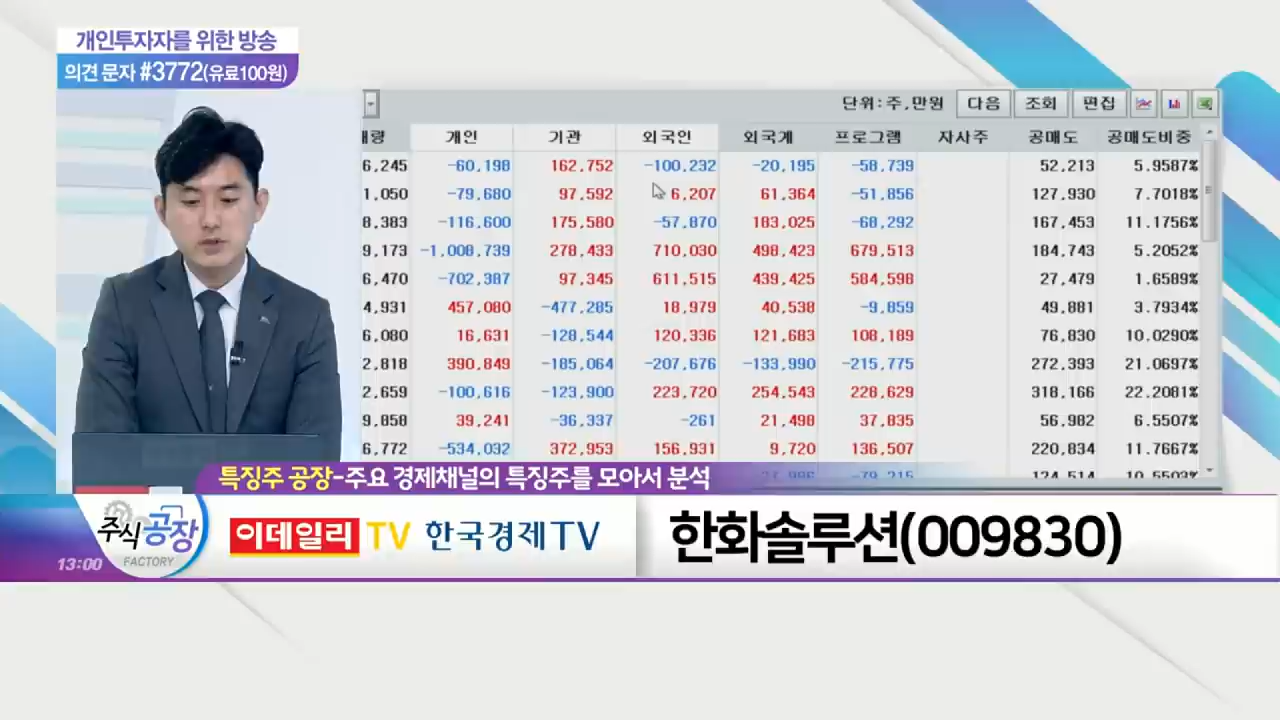 개인투자자를 위한 방송
의견 문자 #3772(유료100원)
단위:주,만원 다음 조회 편집
개인 기관 외국인 외국계 프로그램 자사주 공매도 공매도비중
6,245 -60,198 162,752 -100,232 -20,195 -58,739 52,213 5.9587%
1,050 -79,680 97,592 6,207 61,364 -51,856 127,930 7.7018%
8,383 -116,600 175,580 -57,870 183,025 -68,292 167,453 11.1756%
9,173 -1,008,739 278,433 710,030 498,423 679,513 184,743 5.2052%
6,470 -702,387 97,345 611,515 439,425 584,598 27,479 1.6589%
4,931 457,080 -477,285 18,979 40,538 -9,859 49,881 3.7934%
6,080 16,631 -128,544 120,336 121,683 108,189 76,830 10.0290%
2,818 390,849 -185,064 -207,676 -133,990 -215,775 272,393 21.0697%
2,659 -100,616 -123,900 223,720 254,543 228,629 318,166 22.2081%
9,858 39,241 -36,337 -261 21,498 37,835 56,982 6.5507%
6,772 -534,032 372,953 156,931 9,720 136,507 220,834 11.7667%
특징주 공장-주요 경제채널의 특징주를 모아서 분석
주식공장
FACTORY
13:00
이데일리 TV 한국경제TV
한화솔루션(009830)